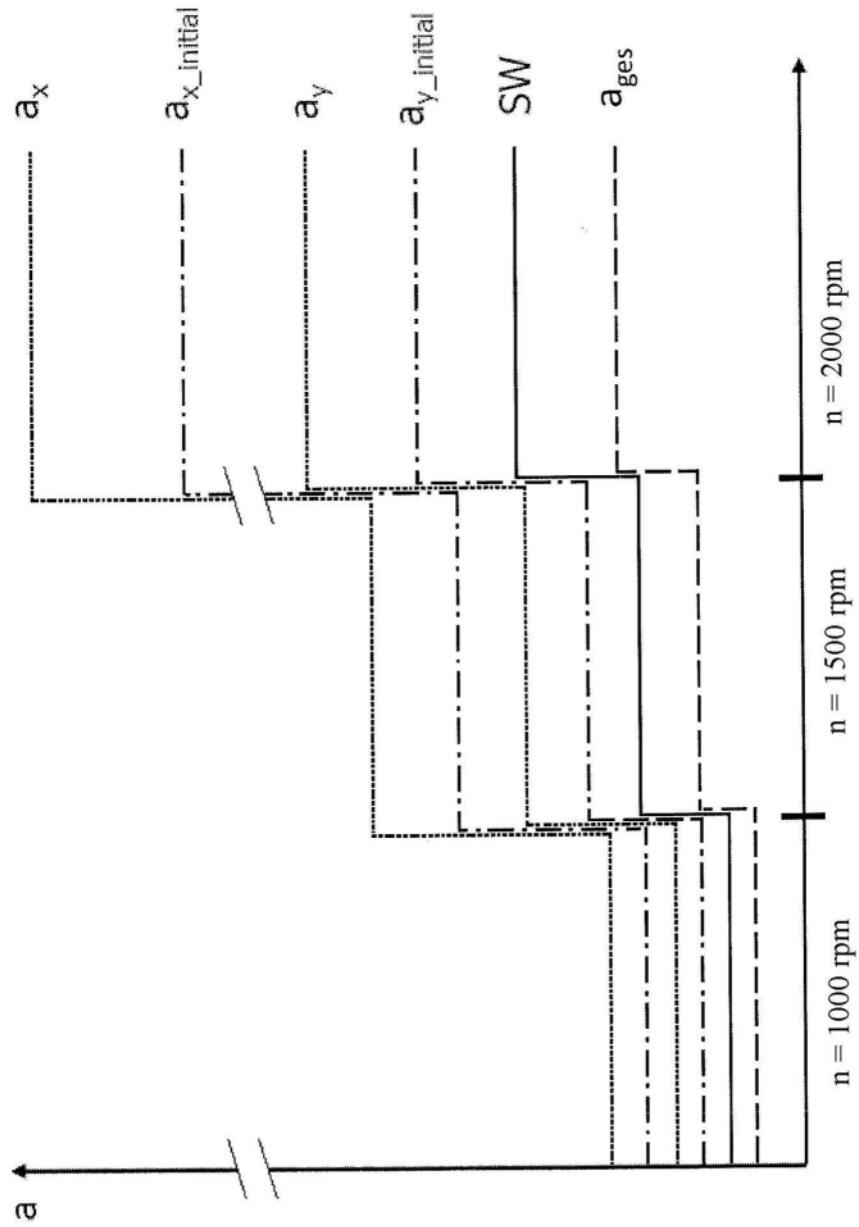 a
a_x
a_x_initial
a_y
a_y_initial
SW
a_ges
n = 1000 rpm
n = 1500 rpm
n = 2000 rpm